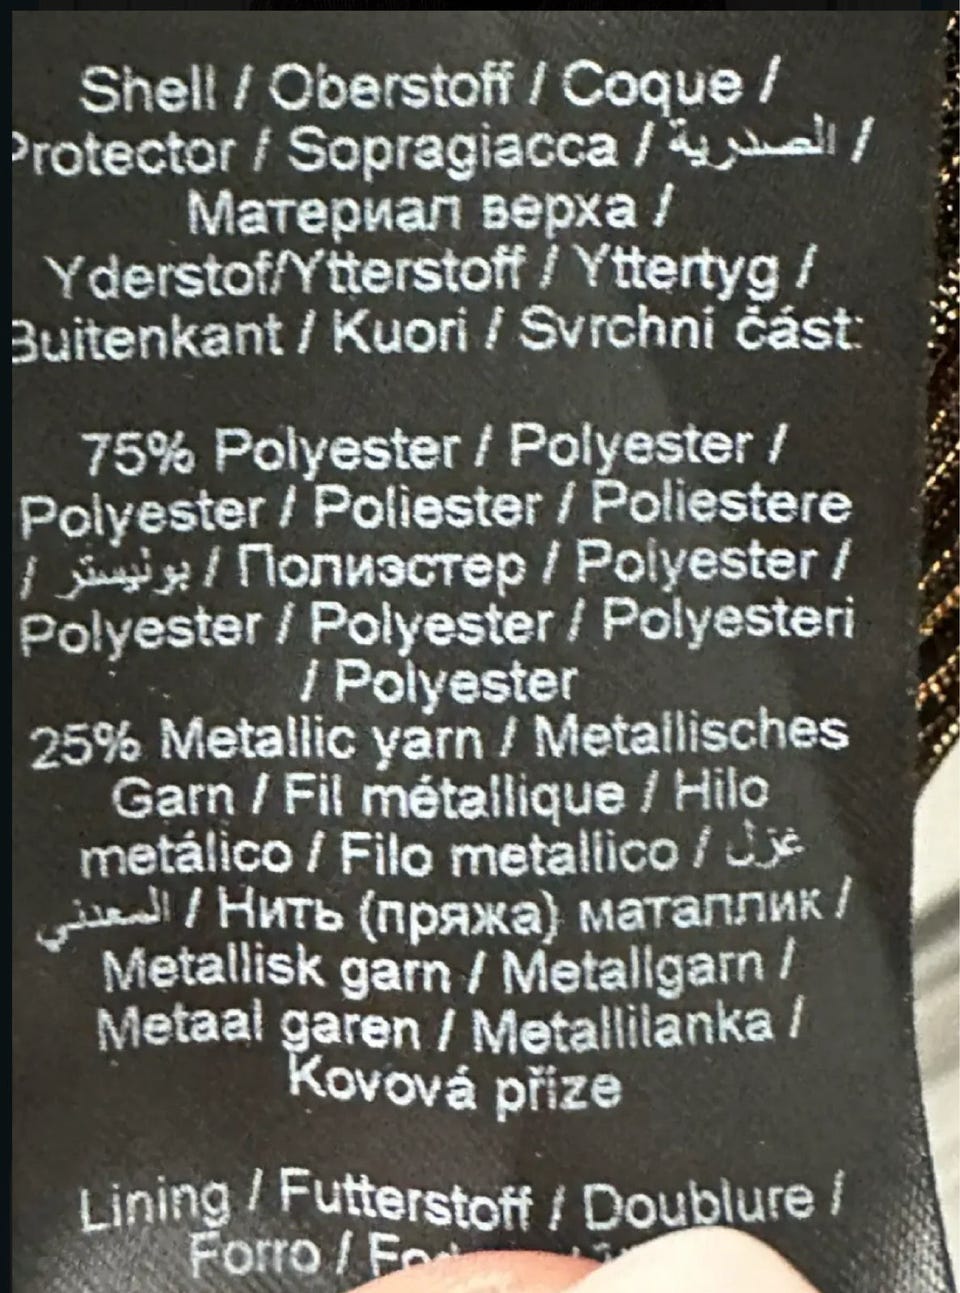 Shell / Oberstoff / Coque /
Protector / Sopragiacca / الصدرية /
Материал верха /
Yderstof/Ytterstoff / Yttertyg /
Buitenkant / Kuori / Svrchní část:
75% Polyester / Polyester /
Polyester / Poliester / Poliestere
/ بونيستر / Полиэстер / Polyester /
Polyester / Polyester / Polyesteri
/ Polyester
25% Metallic yarn / Metallisches
Garn / Fil métallique / Hilo
metálico / Filo metallico / غزل
المعدني / Нить (пряжа) маталлик /
Metallisk garn / Metallgarn /
Metaal garen / Metallilanka /
Kovová příze
Lining / Futterstoff / Doublure /
Forro /